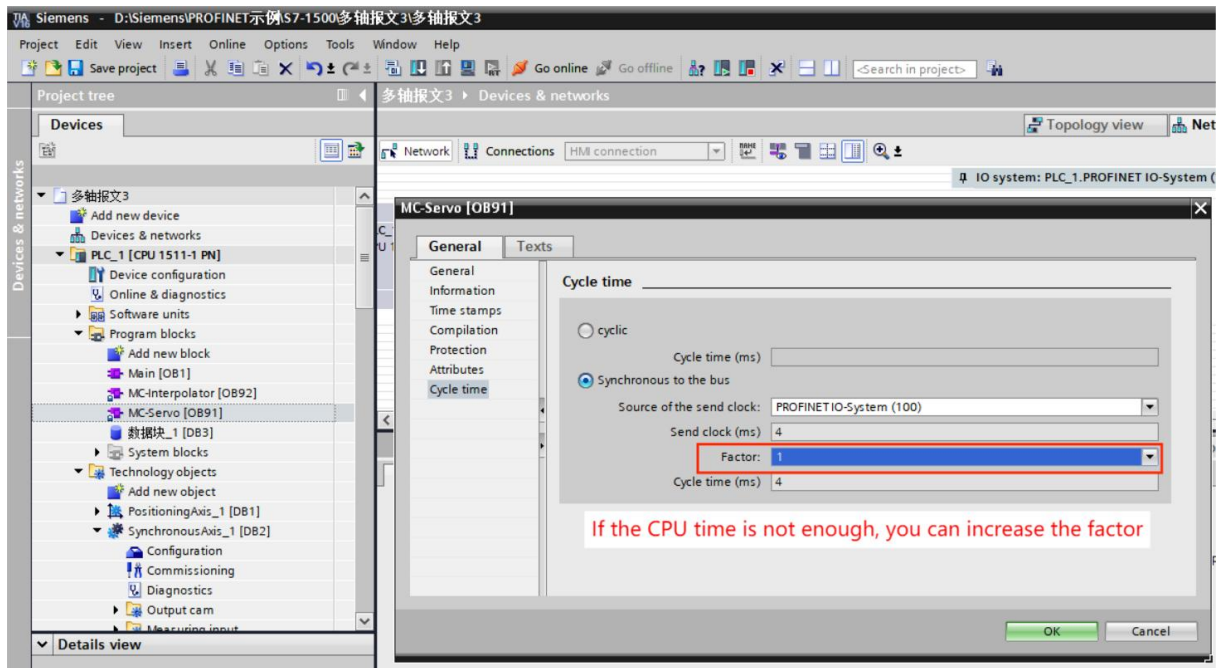 Siemens - D:\Siemens\PROFINET示例\S7-1500\多轴报文3\多轴报文3
Project Edit View Insert Online Options Tools Window Help
Save project Go online Go offline <Search in project>
Project tree
多轴报文3 ▸ Devices & networks
Devices
Topology view Net
Network Connections HMI connection
Devices & networks
IO system: PLC_1.PROFINET IO-System (
多轴报文3
Add new device
Devices & networks
PLC_1 [CPU 1511-1 PN]
Device configuration
Online & diagnostics
Software units
Program blocks
Add new block
Main [OB1]
MC-Interpolator [OB92]
MC-Servo [OB91]
数据块_1 [DB3]
System blocks
Technology objects
Add new object
PositioningAxis_1 [DB1]
SynchronousAxis_1 [DB2]
Configuration
Commissioning
Diagnostics
Output cam
Measuring input
Details view
MC-Servo [OB91]
General Texts
General
Information
Time stamps
Compilation
Protection
Attributes
Cycle time
Cycle time
cyclic
Cycle time (ms)
Synchronous to the bus
Source of the send clock: PROFINET IO-System (100)
Send clock (ms) 4
Factor: 1
Cycle time (ms) 4
If the CPU time is not enough, you can increase the factor
OK Cancel